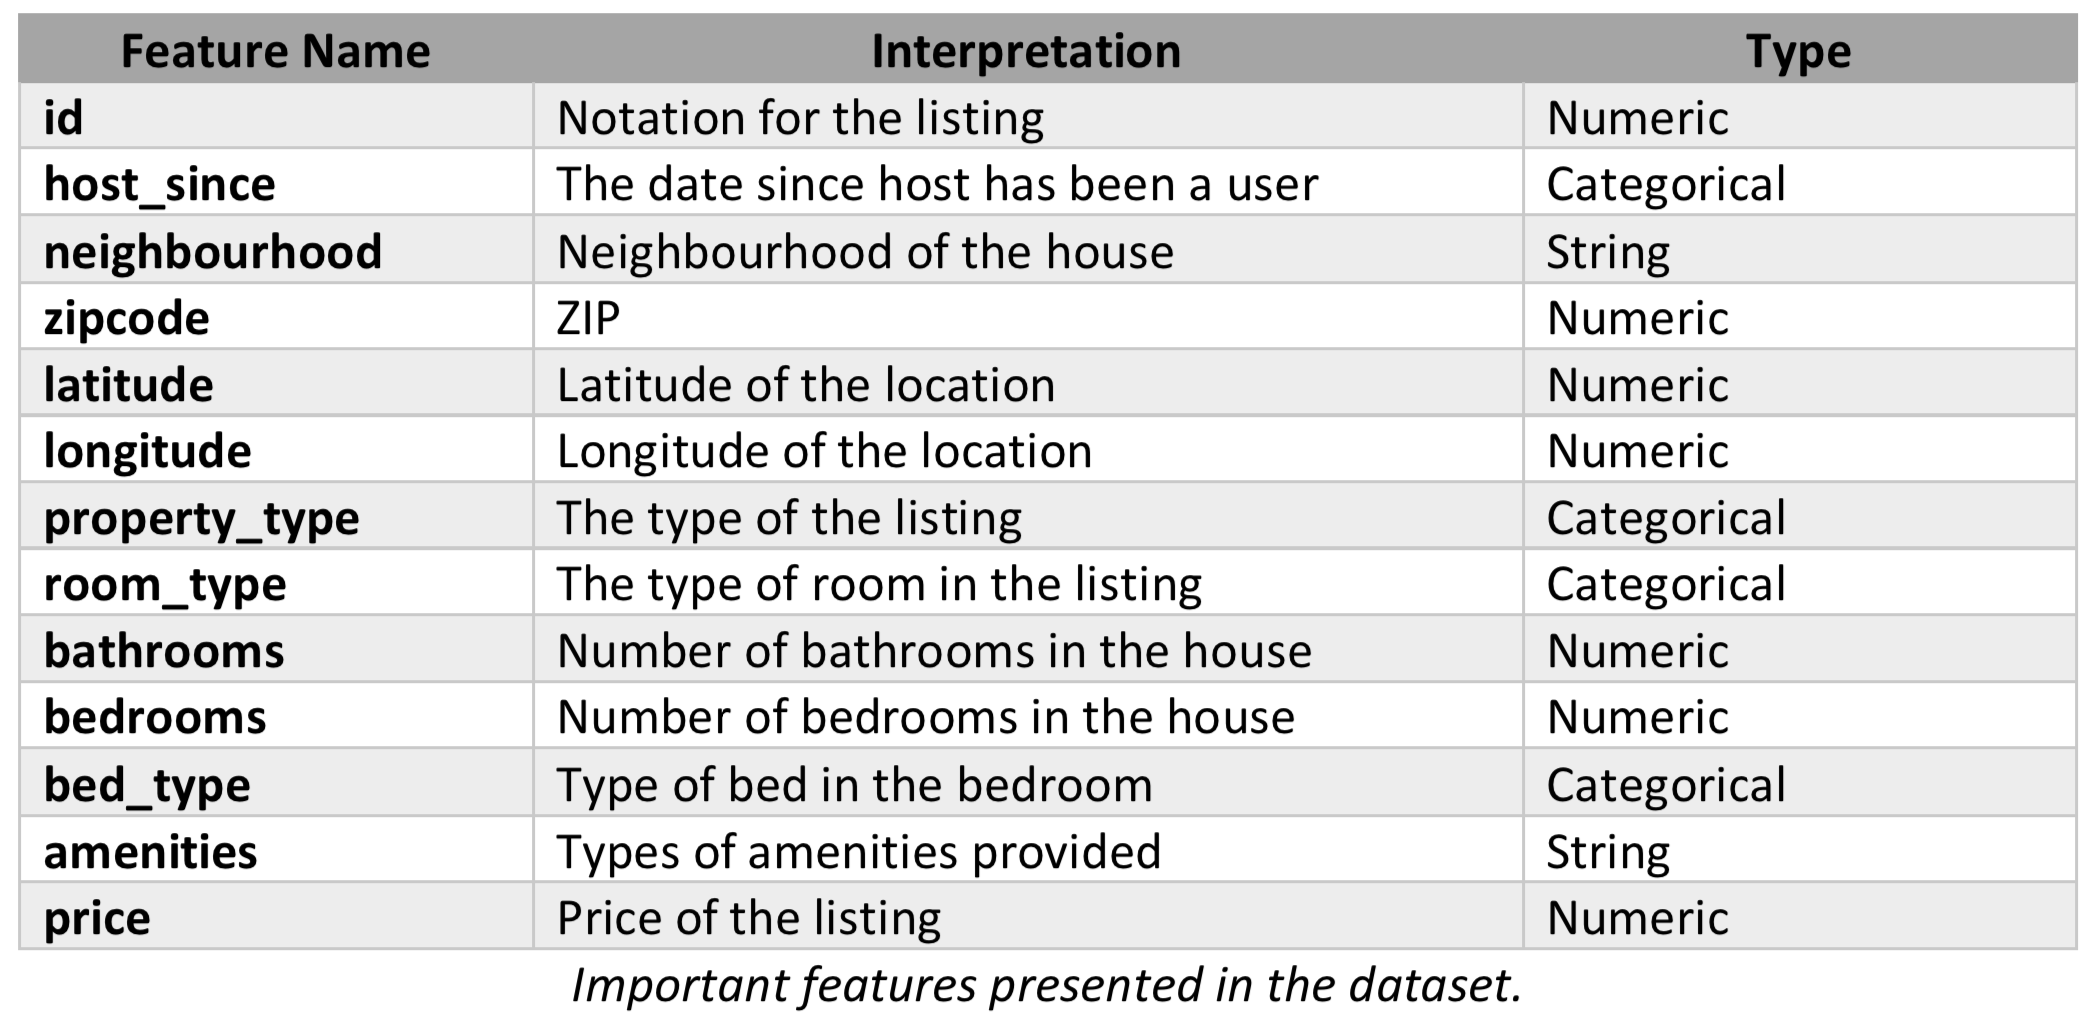 Feature Name Interpretation Type
id Notation for the listing Numeric
host_since The date since host has been a user Categorical
neighbourhood Neighbourhood of the house String
zipcode ZIP Numeric
latitude Latitude of the location Numeric
longitude Longitude of the location Numeric
property_type The type of the listing Categorical
room_type The type of room in the listing Categorical
bathrooms Number of bathrooms in the house Numeric
bedrooms Number of bedrooms in the house Numeric
bed_type Type of bed in the bedroom Categorical
amenities Types of amenities provided String
price Price of the listing Numeric
Important features presented in the dataset.